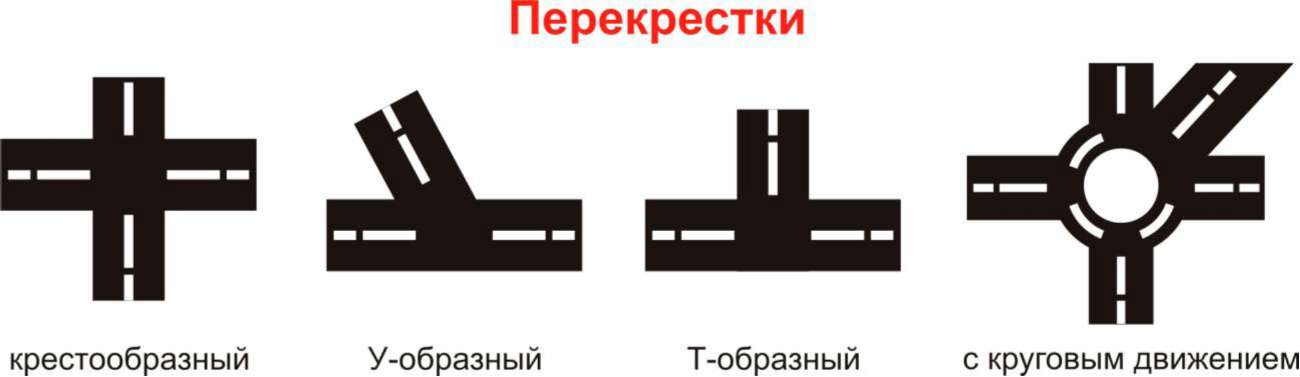 Перекрестки
крестообразный
У-образный
Т-образный
с круговым движением